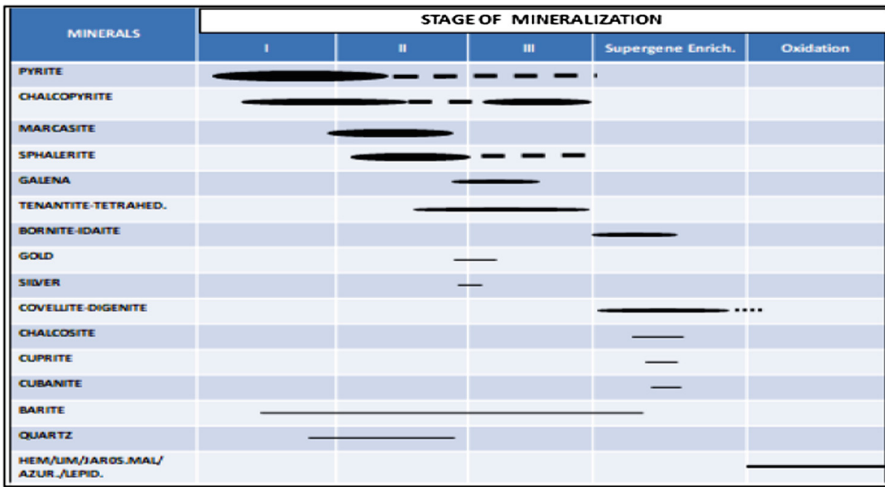 STAGE OF MINERALIZATION
MINERALS
I II III Supergene Enrich. Oxidation
PYRITE
CHALCOPYRITE
MARCASITE
SPHALERITE
GALENA
TENANTITE-TETRAHED.
BORNITE-IDAITE
GOLD
SILVER
COVELLITE-DIGENITE
CHALCOSITE
CUPRITE
CUBANITE
BARITE
QUARTZ
HEM/LIM/JAROS.MAL/
AZUR./LEPID.